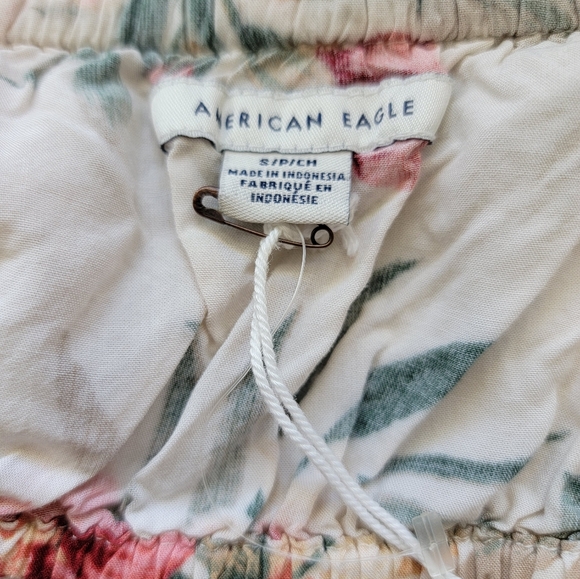 AMERICAN EAGLE
S/P/CH
MADE IN INDONESIA
FABRIQUÉ EN
INDONÉSIE